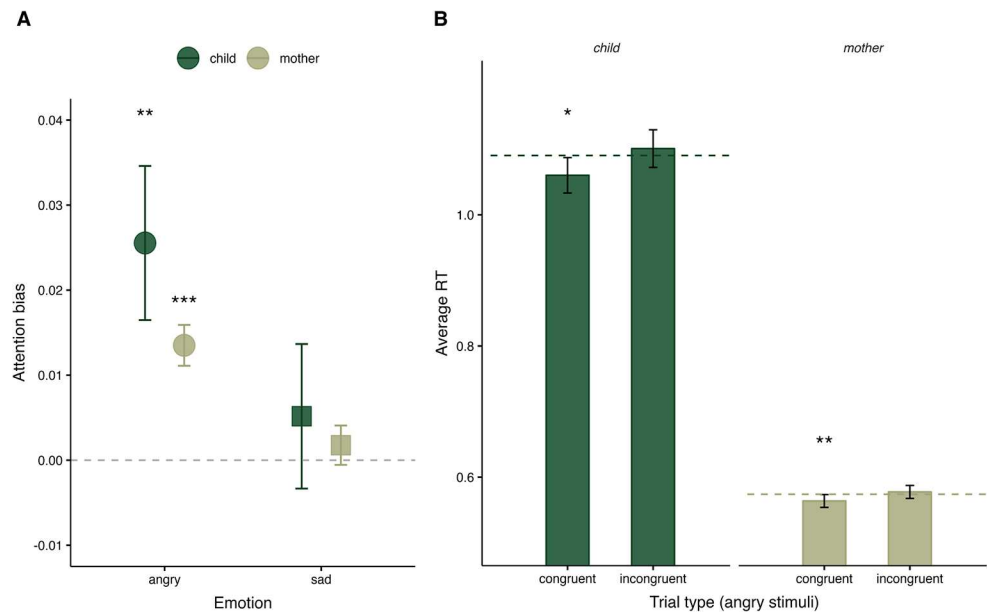 A
child mother
Attention bias
0.04
0.03
0.02
0.01
0.00
-0.01
**
***
angry sad
Emotion
B
child mother
Average RT
1.0
0.8
0.6
*
**
congruent incongruent congruent incongruent
Trial type (angry stimuli)